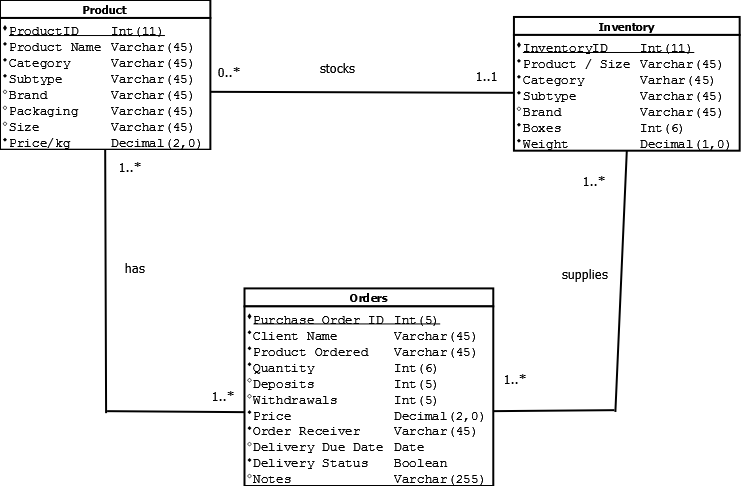 Product
ProductID Int(11)
Product Name Varchar(45)
Category Varchar(45)
Subtype Varchar(45)
Brand Varchar(45)
Packaging Varchar(45)
Size Varchar(45)
Price/kg Decimal(2,0)
0..*
stocks
1..1
Inventory
InventoryID Int(11)
Product / Size Varchar(45)
Category Varhar(45)
Subtype Varchar(45)
Brand Varchar(45)
Boxes Int(6)
Weight Decimal(1,0)
1..*
1..*
has
supplies
1..*
1..*
Orders
Purchase Order ID Int(5)
Client Name Varchar(45)
Product Ordered Varchar(45)
Quantity Int(6)
Deposits Int(5)
Withdrawals Int(5)
Price Decimal(2,0)
Order Receiver Varchar(45)
Delivery Due Date Date
Delivery Status Boolean
Notes Varchar(255)